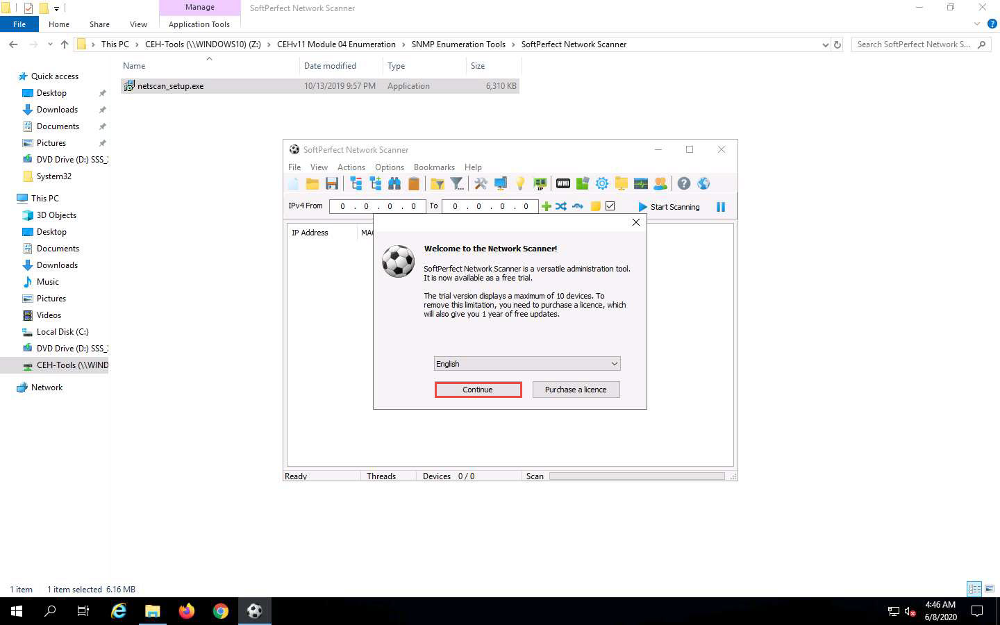 Manage
SoftPerfect Network Scanner
File
Home
Share
View
Application Tools
This PC
CEH-Tools (\\WINDOWS10) (Z:)
CEHv11 Module 04 Enumeration
SNMP Enumeration Tools
SoftPerfect Network Scanner
Search SoftPerfect Network S...
Name
Date modified
Type
Size
netscan_setup.exe
10/13/2019 9:57 PM
Application
6,310 KB
Quick access
Desktop
Downloads
Documents
Pictures
DVD Drive (D:) SSS_
System32
This PC
3D Objects
Desktop
Documents
Downloads
Music
Pictures
Videos
Local Disk (C:)
DVD Drive (D:) SSS_
CEH-Tools (\\WIND
Network
SoftPerfect Network Scanner
File
View
Actions
Options
Bookmarks
Help
IP
WMI
IPv4 From
0 . 0 . 0 . 0
To
0 . 0 . 0 . 0
Start Scanning
IP Address
MA
Welcome to the Network Scanner!
SoftPerfect Network Scanner is a versatile administration tool.
It is now available as a free trial.
The trial version displays a maximum of 10 devices. To
remove this limitation, you need to purchase a licence, which
will also give you 1 year of free updates.
English
Continue
Purchase a licence
Ready
Threads
Devices
0 / 0
Scan
1 item
1 item selected 6.16 MB
4:46 AM
6/8/2020